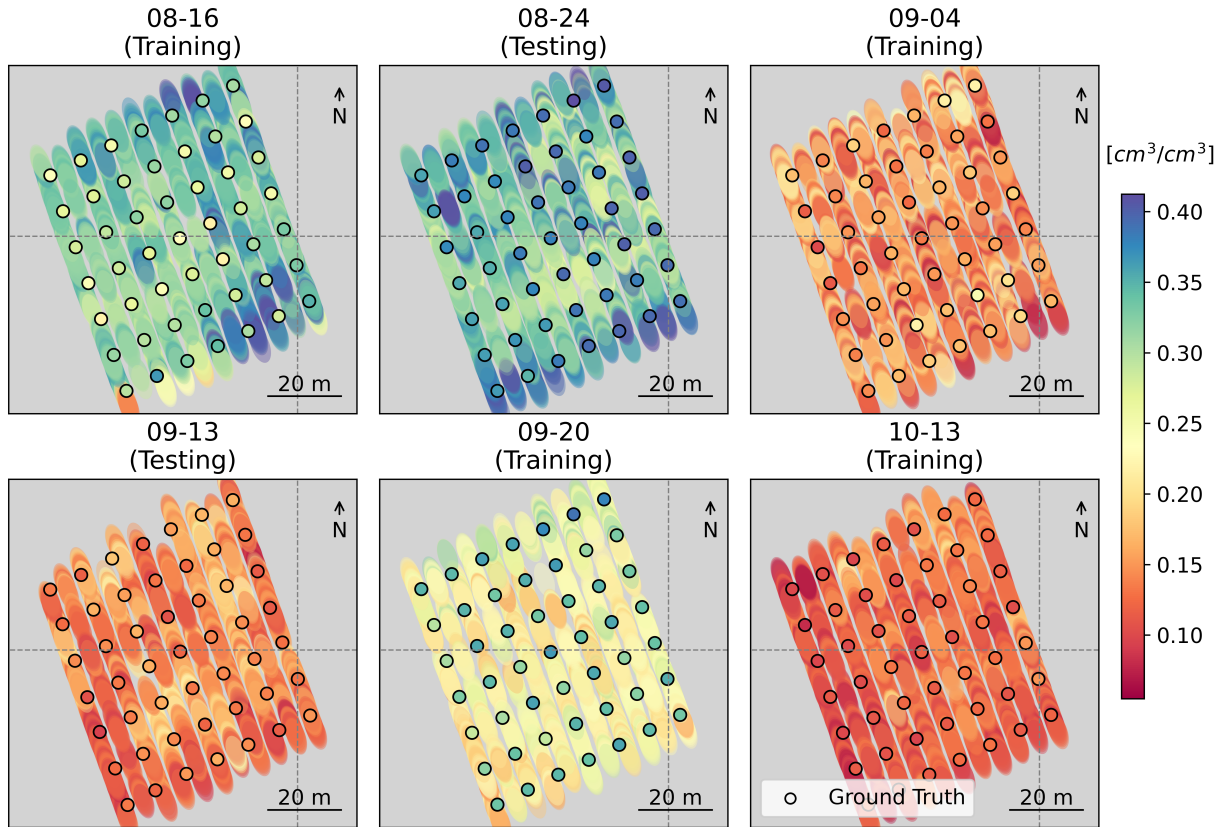 08-16
(Training)
08-24
(Testing)
09-04
(Training)
N
N
N
[cm³/cm³]
0.40
0.35
0.30
0.25
0.20
0.15
0.10
20 m
20 m
20 m
09-13
(Testing)
09-20
(Training)
10-13
(Training)
N
N
N
20 m
20 m
20 m
Ground Truth